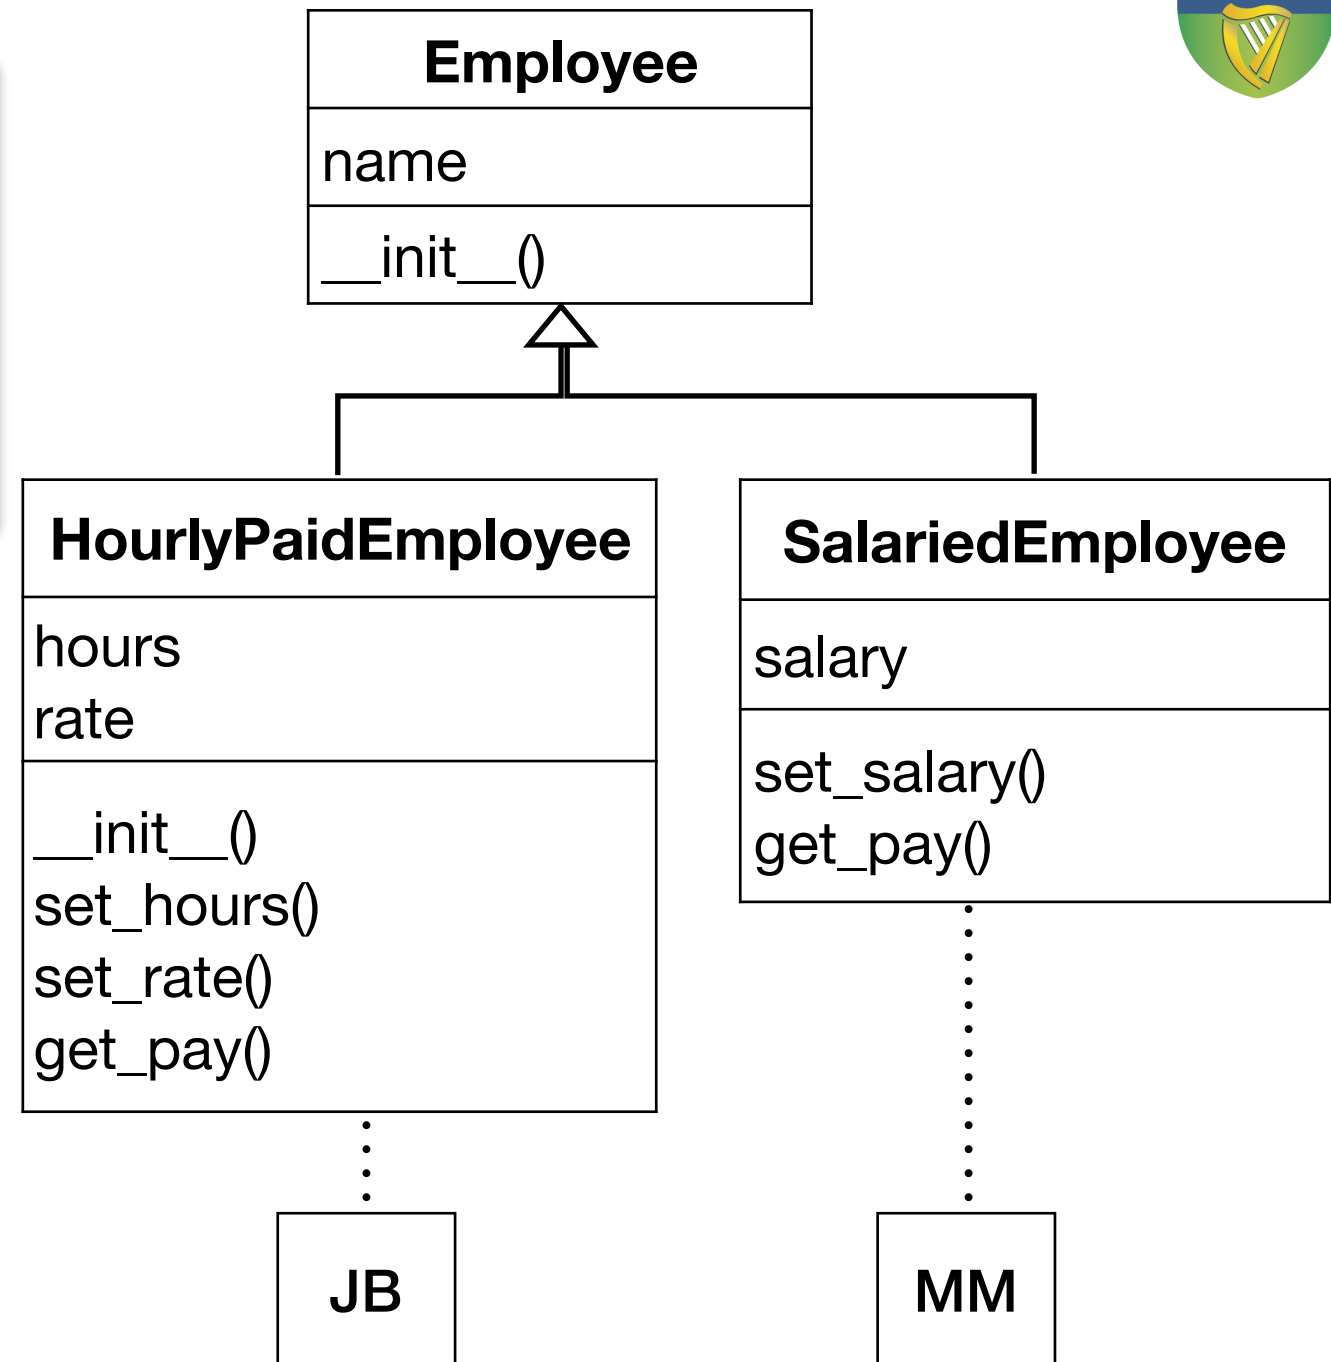 Employee
name
__init__()
HourlyPaidEmployee
hours
rate
__init__()
set_hours()
set_rate()
get_pay()
SalariedEmployee
salary
set_salary()
get_pay()
JB
MM